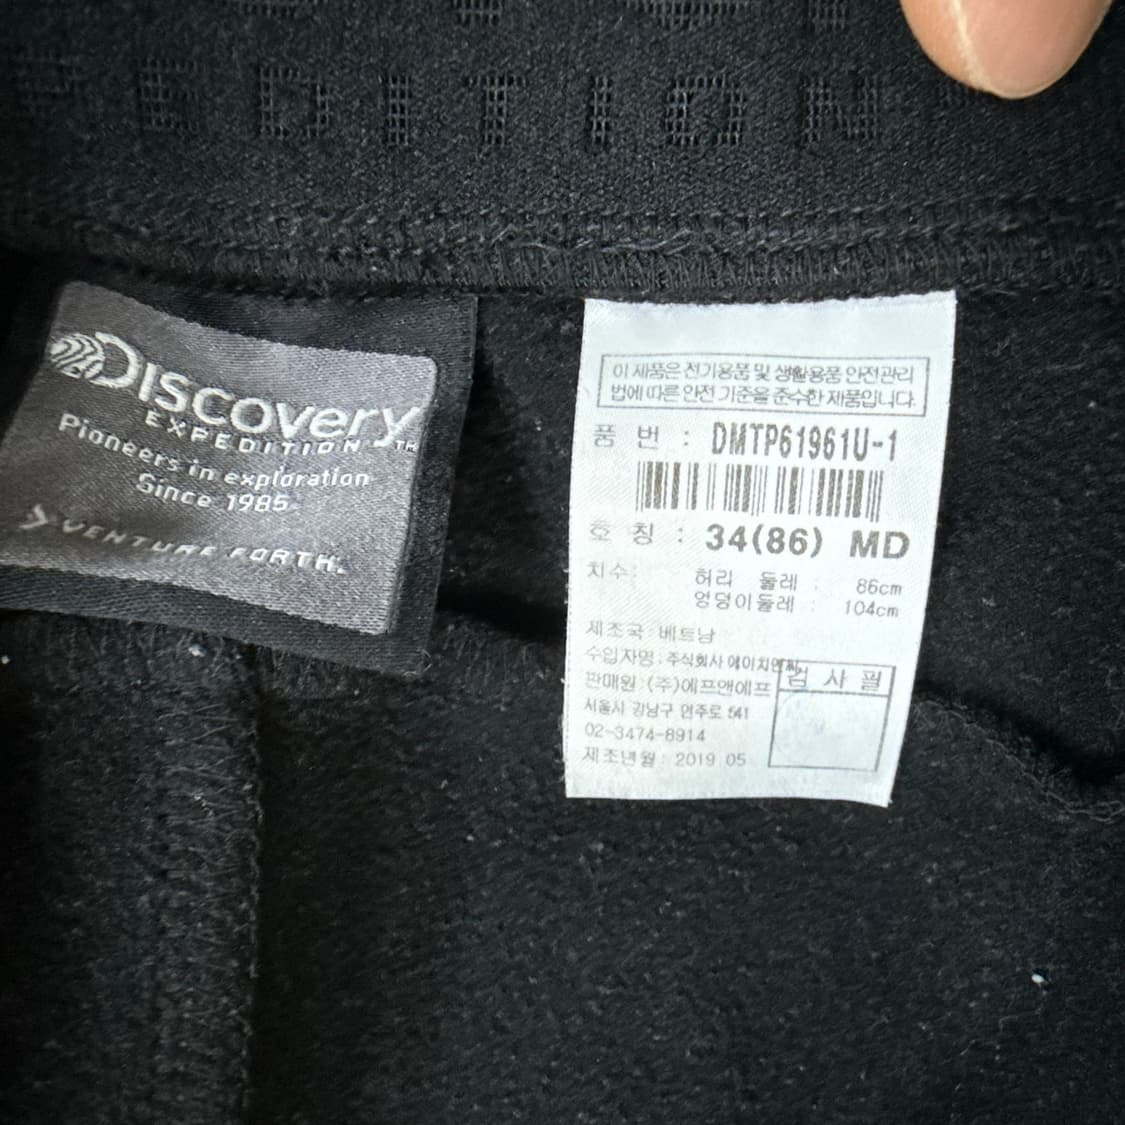 PEDITION
Discovery
EXPEDITION™
Pioneers in exploration
Since 1985
VENTURE FORTH.
이 제품은 전기용품 및 생활용품 안전관리
법에 따른 안전 기준을 준수한 제품입니다.
품 번 : DMTP61961U-1
호 칭 : 34(86) MD
치수: 허리 둘레 : 86cm
엉덩이둘레 : 104cm
제조국 : 베트남
수입자명 : 주식회사 에이치앤씨
판매원 : (주)에프앤에프
서울시 강남구 언주로 541
02-3474-8914
제조년월 : 2019.05
검 사 필